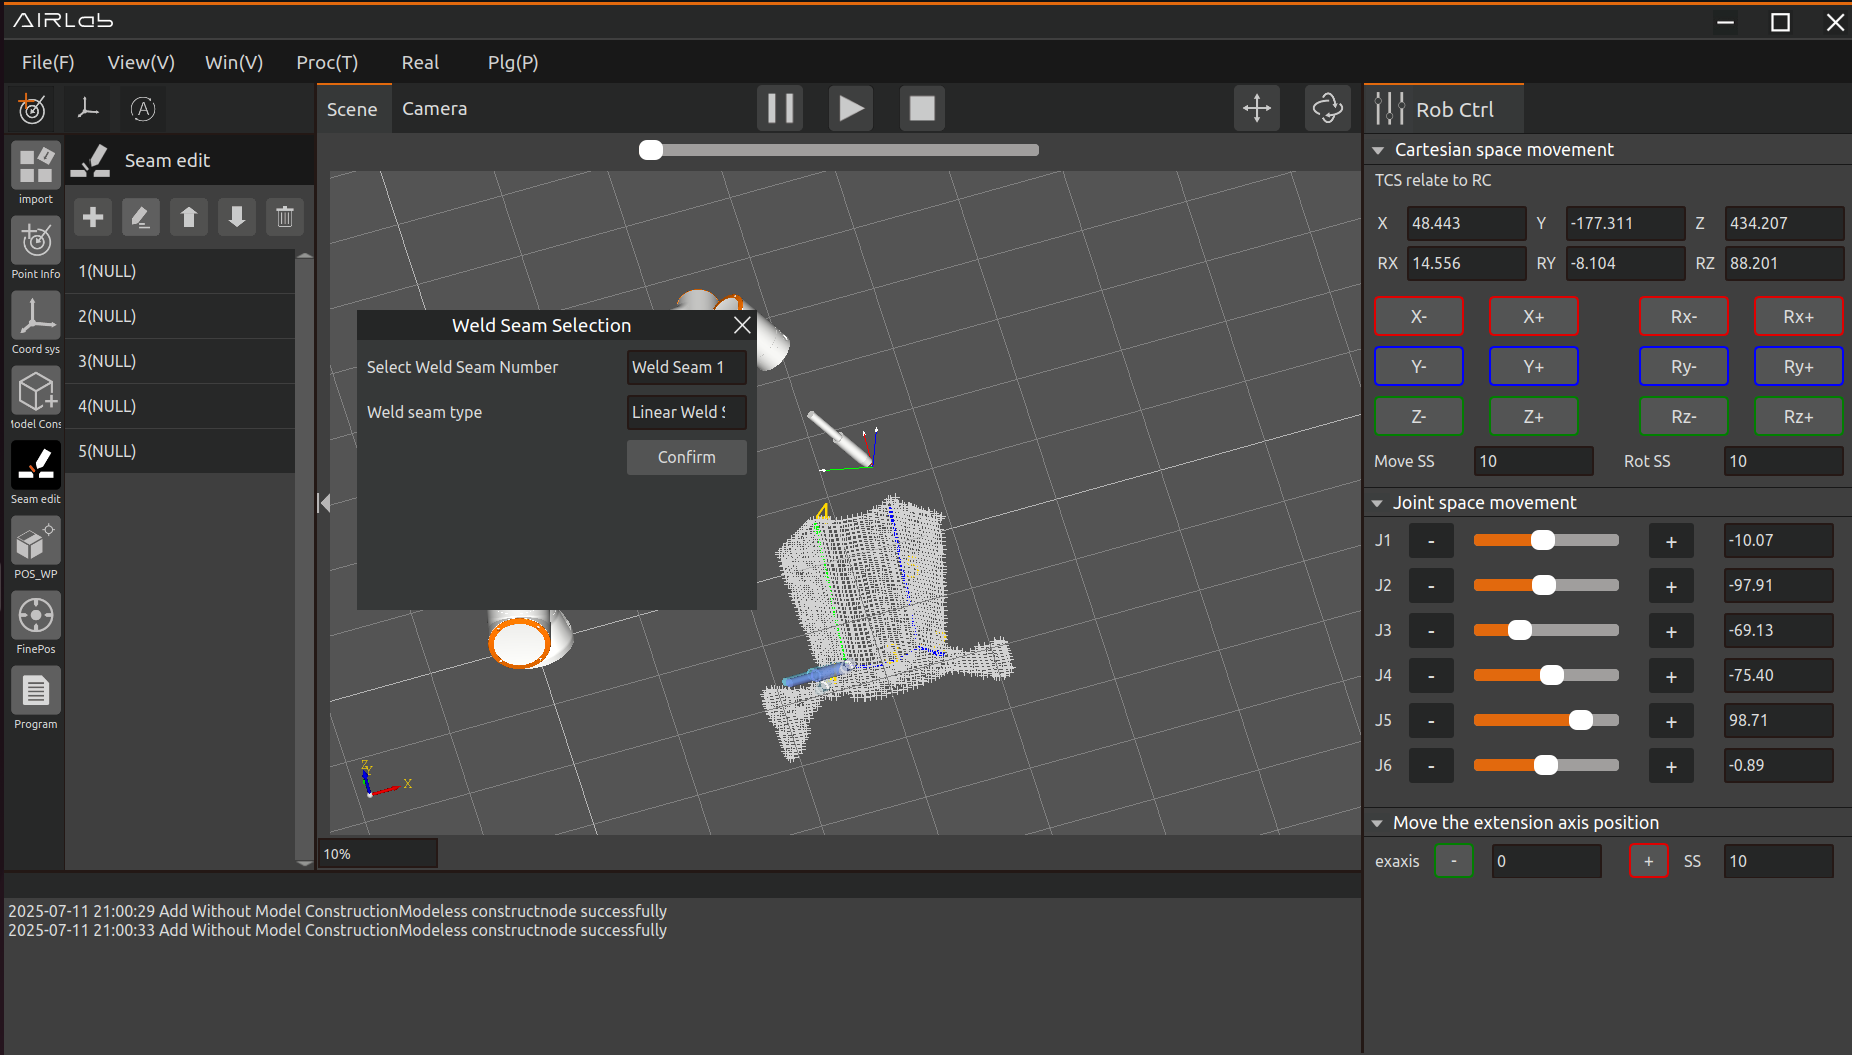 AIRLab
File(F) View(V) Win(V) Proc(T) Real Plg(P)
Scene Camera
Rob Ctrl
Seam edit
import
Point Info
Coord sys
Seam edit
POS_WP
FinePos
Program
1(NULL)
2(NULL)
3(NULL)
4(NULL)
5(NULL)
Weld Seam Selection
Select Weld Seam Number Weld Seam 1
Weld seam type Linear Weld
Confirm
4
Z
Y
X
10%
Cartesian space movement
TCS relate to RC
X 48.443 Y -177.311 Z 434.207
RX 14.556 RY -8.104 RZ 88.201
X- X+ Rx- Rx+
Y- Y+ Ry- Ry+
Z- Z+ Rz- Rz+
Move SS 10 Rot SS 10
Joint space movement
J1 - + -10.07
J2 - + -97.91
J3 - + -69.13
J4 - + -75.40
J5 - + 98.71
J6 - + -0.89
Move the extension axis position
exaxis - 0 + SS 10
2025-07-11 21:00:29 Add Without Model ConstructionModeless constructnode successfully
2025-07-11 21:00:33 Add Without Model ConstructionModeless constructnode successfully